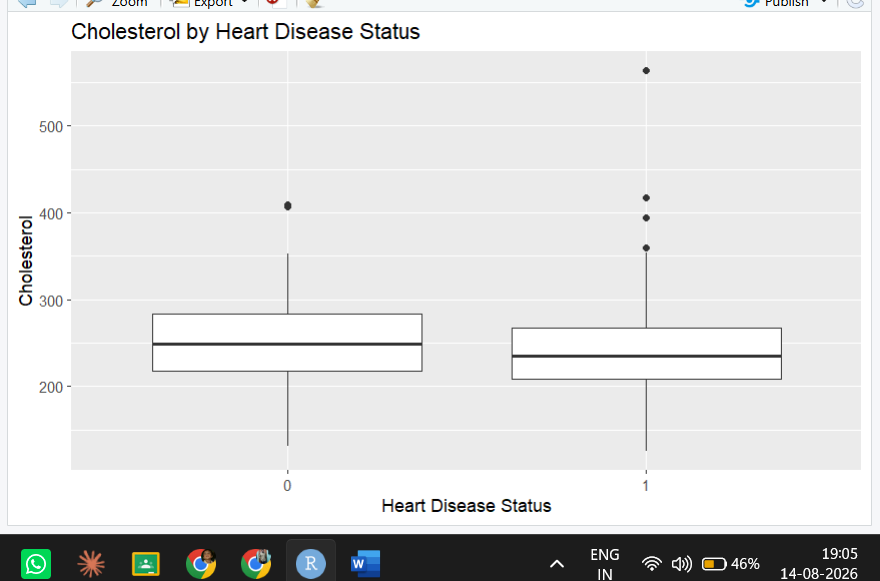 Zoom Export Publish
Cholesterol by Heart Disease Status
500
400
300
200
Cholesterol
0 1
Heart Disease Status
R
W
ENG
IN
46%
19:05
14-08-2026